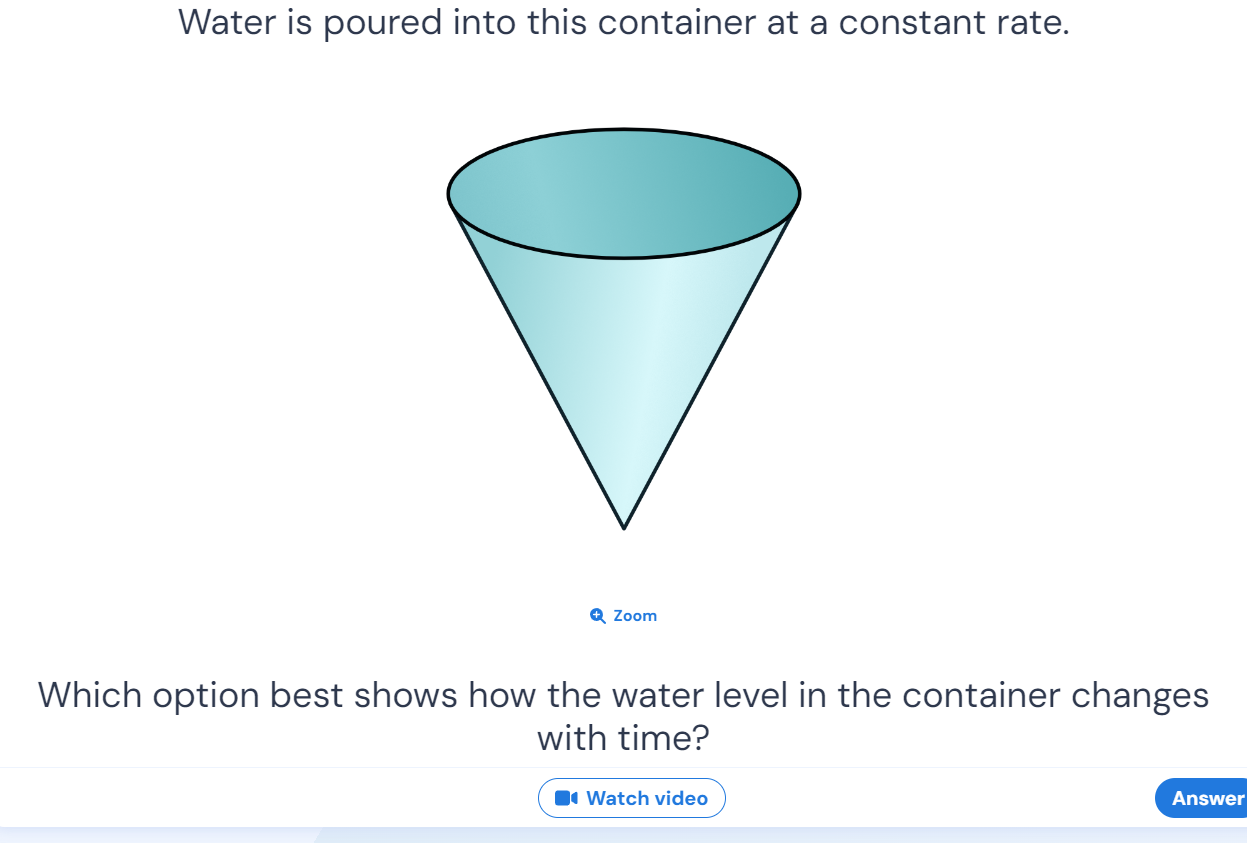 Water is poured into this container at a constant rate.
Zoom
Which option best shows how the water level in the container changes
with time?
Watch video
Answer